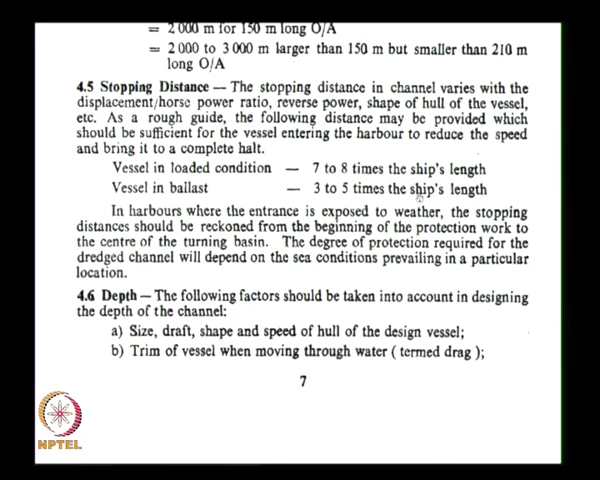 = 2 000 m for 150 m long O/A
= 2 000 to 3 000 m larger than 150 m but smaller than 210 m
long O/A
4.5 Stopping Distance — The stopping distance in channel varies with the
displacement/horse power ratio, reverse power, shape of hull of the vessel,
etc. As a rough guide, the following distance may be provided which
should be sufficient for the vessel entering the harbour to reduce the speed
and bring it to a complete halt.
Vessel in loaded condition — 7 to 8 times the ship's length
Vessel in ballast — 3 to 5 times the ship's length
In harbours where the entrance is exposed to weather, the stopping
distances should be reckoned from the beginning of the protection work to
the centre of the turning basin. The degree of protection required for the
dredged channel will depend on the sea conditions prevailing in a particular
location.
4.6 Depth — The following factors should be taken into account in designing
the depth of the channel:
a) Size, draft, shape and speed of hull of the design vessel;
b) Trim of vessel when moving through water ( termed drag );
7
NPTEL